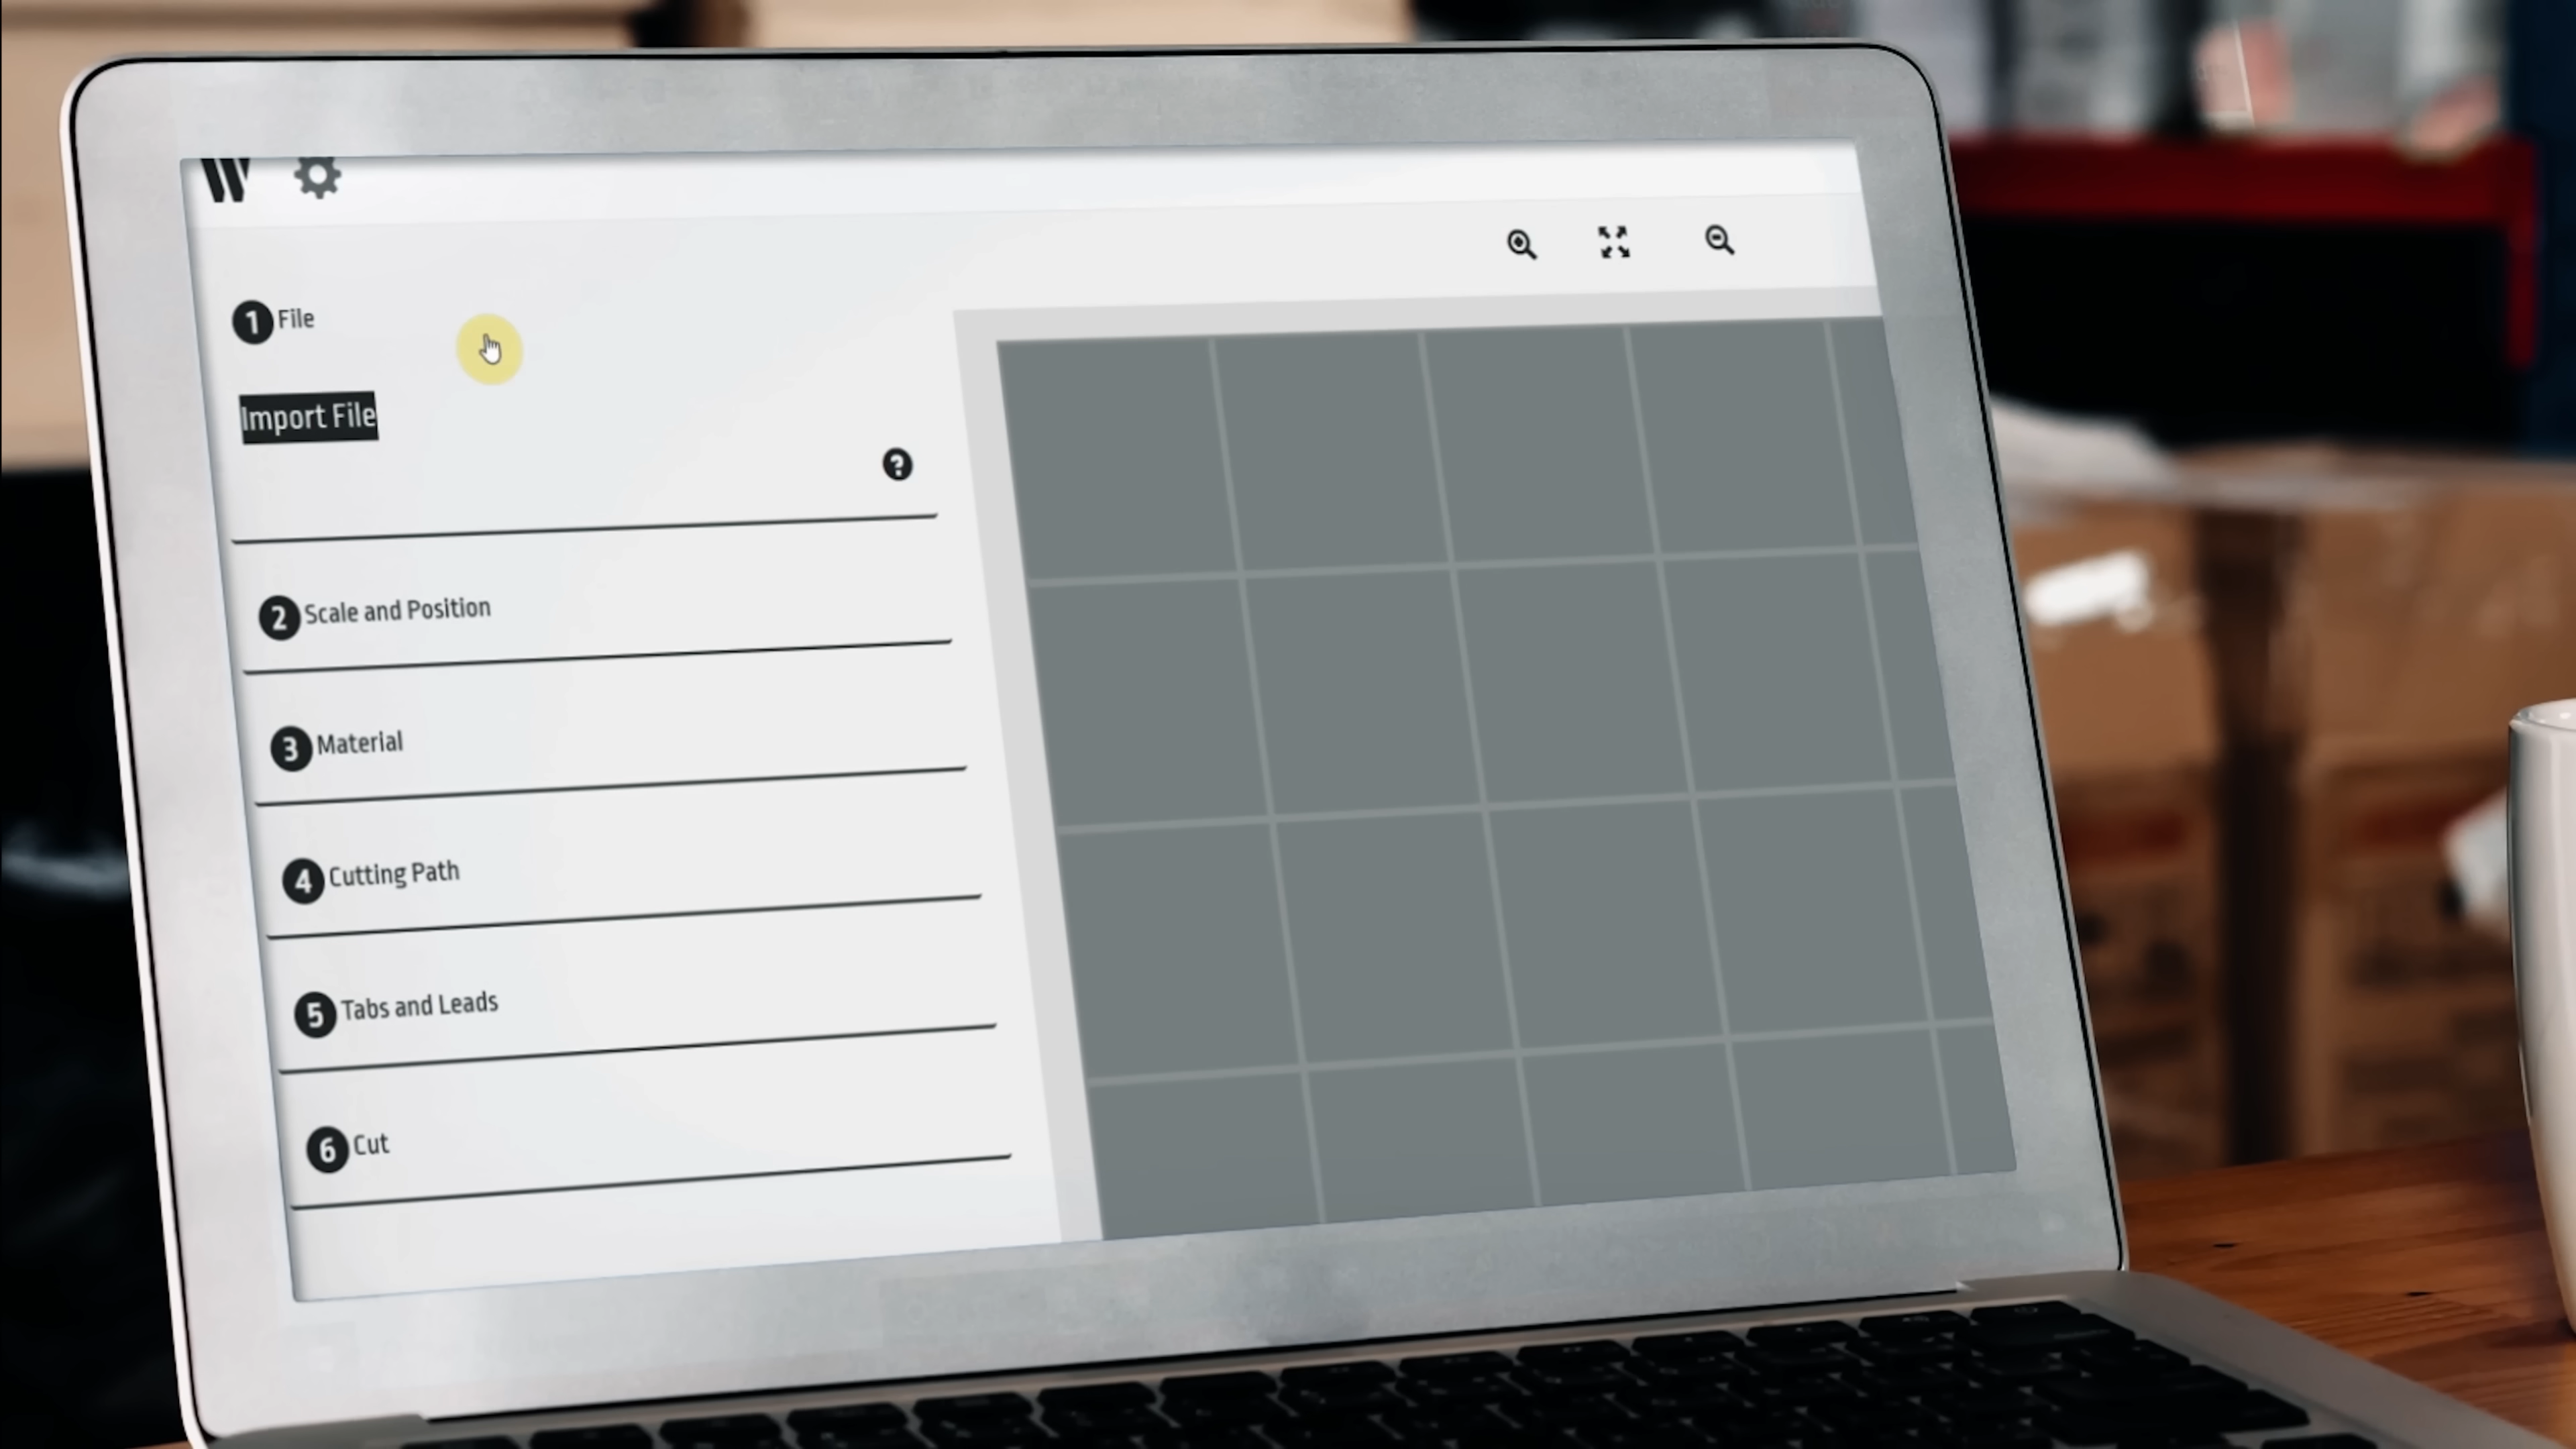 W
1 File
Import File
?
2 Scale and Position
3 Material
4 Cutting Path
5 Tabs and Leads
6 Cut